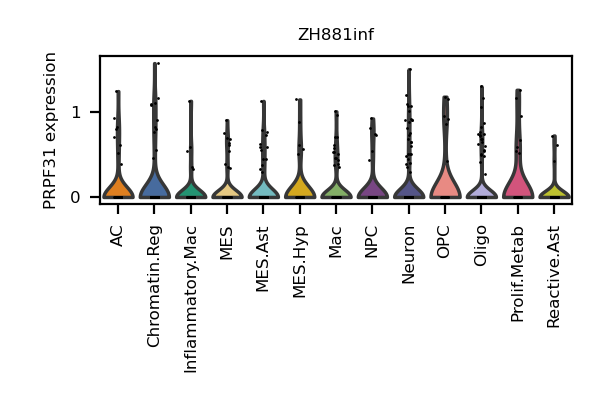 ZH881inf
PRPF31 expression
1
0
AC
Chromatin.Reg
Inflammatory.Mac
MES
MES.Ast
MES.Hyp
Mac
NPC
Neuron
OPC
Oligo
Prolif.Metab
Reactive.Ast